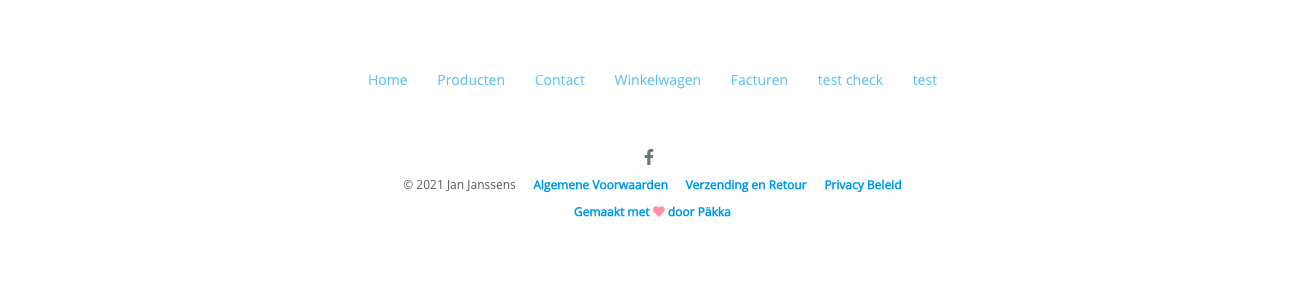 Home Producten Contact Winkelwagen Facturen test check test
© 2021 Jan Janssens Algemene Voorwaarden Verzending en Retour Privacy Beleid
Gemaakt met ❤ door Päkka